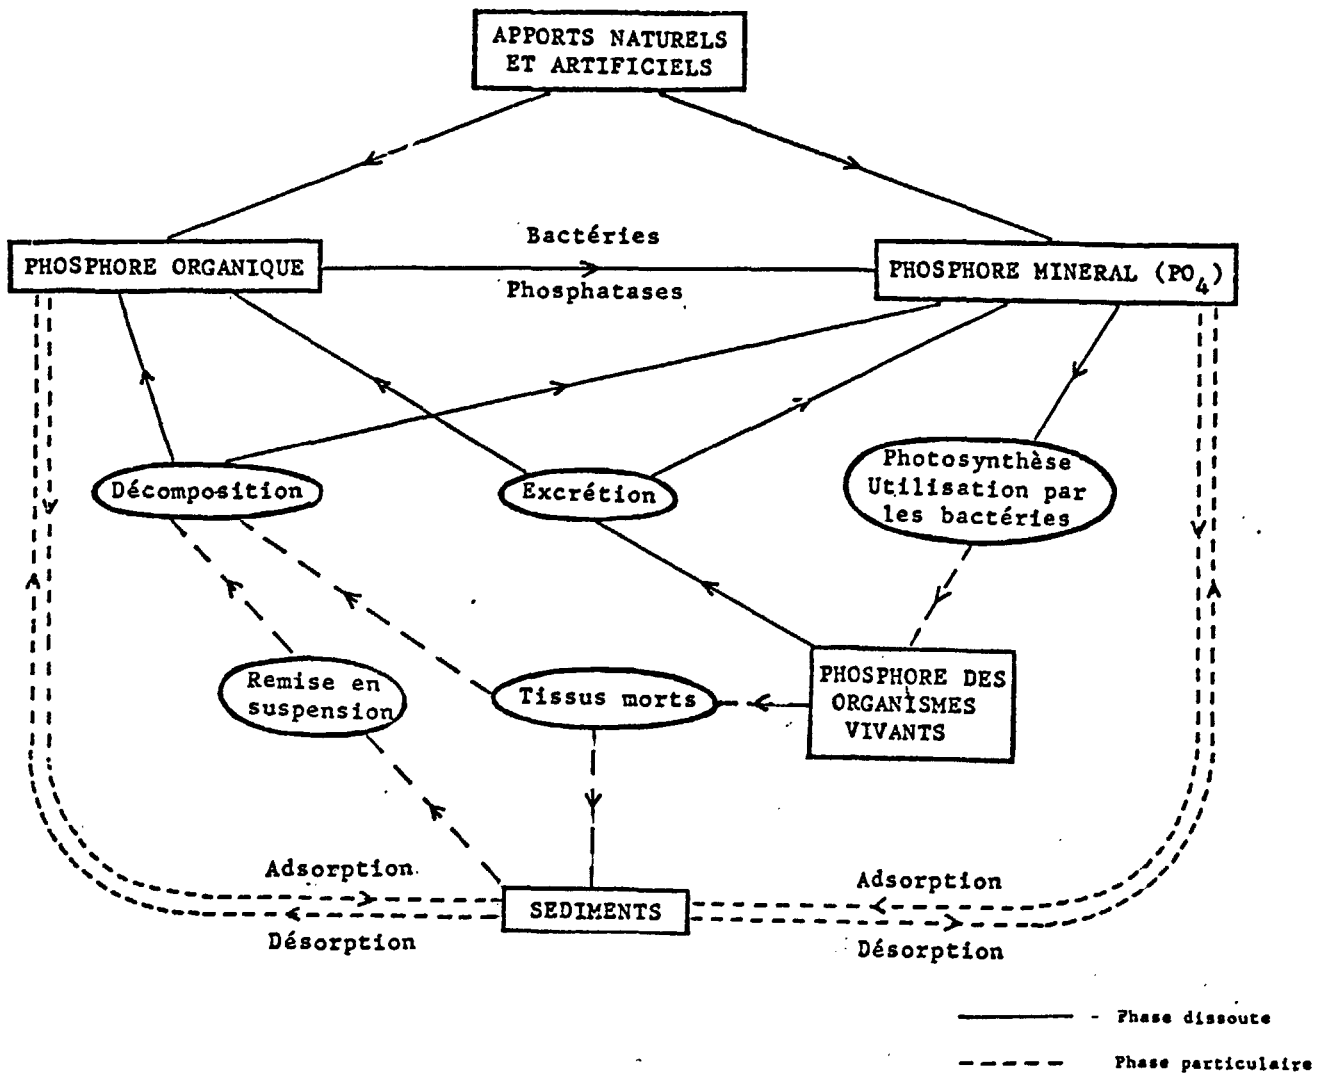 APPORTS NATURELS
ET ARTIFICIELS
Bactéries
PHOSPHORE ORGANIQUE
PHOSPHORE MINERAL (PO4)
Phosphatases
Décomposition
Excrétion
Photosynthèse
Utilisation par
les bactéries
Remise en
suspension
Tissus morts
PHOSPHORE DES
ORGANISMES
VIVANTS
Adsorption
Adsorption
SEDIMENTS
Désorption
Désorption
- Phase dissoute
Phase particulaire